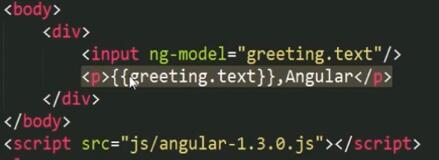 <body>
<div>
<input ng-model="greeting.text"/>
<p>{{greeting.text}},Angular</p>
</div>
</body>
<script src="js/angular-1.3.0.js"></script>